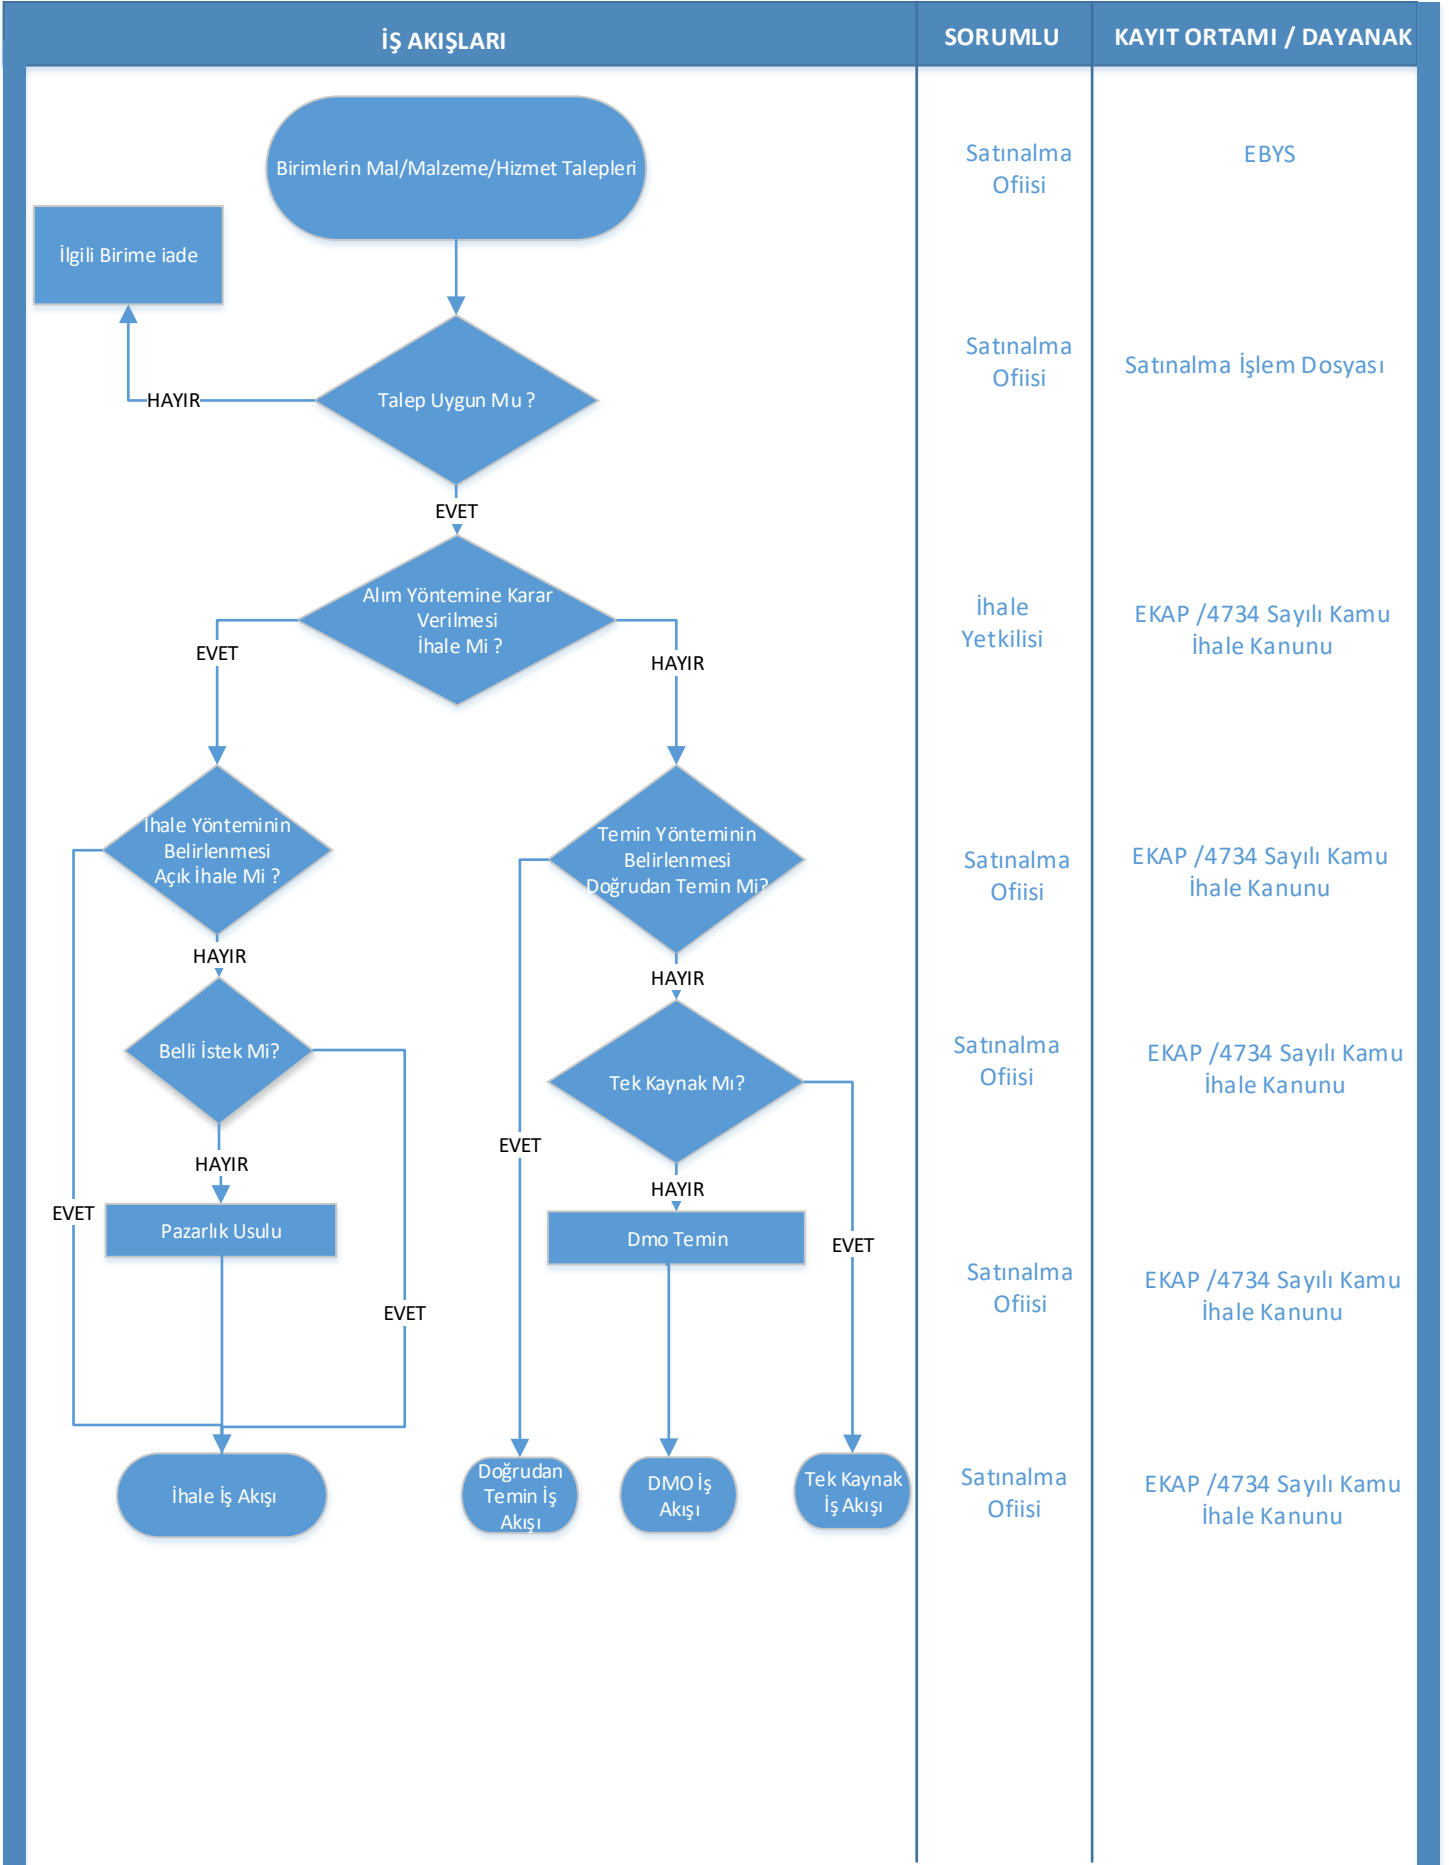 İŞ AKIŞLARI
SORUMLU
KAYIT ORTAMI / DAYANAK
Birimlerin Mal/Malzeme/Hizmet Talepleri
Satınalma
Ofiisi
EBYS
İlgili Birime iade
HAYIR
Talep Uygun Mu ?
Satınalma
Ofiisi
Satınalma İşlem Dosyası
EVET
Alım Yöntemine Karar
Verilmesi
İhale Mi ?
İhale
Yetkilisi
EKAP /4734 Sayılı Kamu
İhale Kanunu
EVET
HAYIR
İhale Yönteminin
Belirlenmesi
Açık İhale Mi ?
Temin Yönteminin
Belirlenmesi
Doğrudan Temin Mi?
Satınalma
Ofiisi
EKAP /4734 Sayılı Kamu
İhale Kanunu
HAYIR
HAYIR
Belli İstek Mi?
Tek Kaynak Mı?
Satınalma
Ofiisi
EKAP /4734 Sayılı Kamu
İhale Kanunu
EVET
HAYIR
HAYIR
EVET
Pazarlık Usulu
Dmo Temin
EVET
EVET
Satınalma
Ofiisi
EKAP /4734 Sayılı Kamu
İhale Kanunu
İhale İş Akışı
Doğrudan
Temin İş
Akışı
DMO İş
Akışı
Tek Kaynak
İş Akışı
Satınalma
Ofiisi
EKAP /4734 Sayılı Kamu
İhale Kanunu